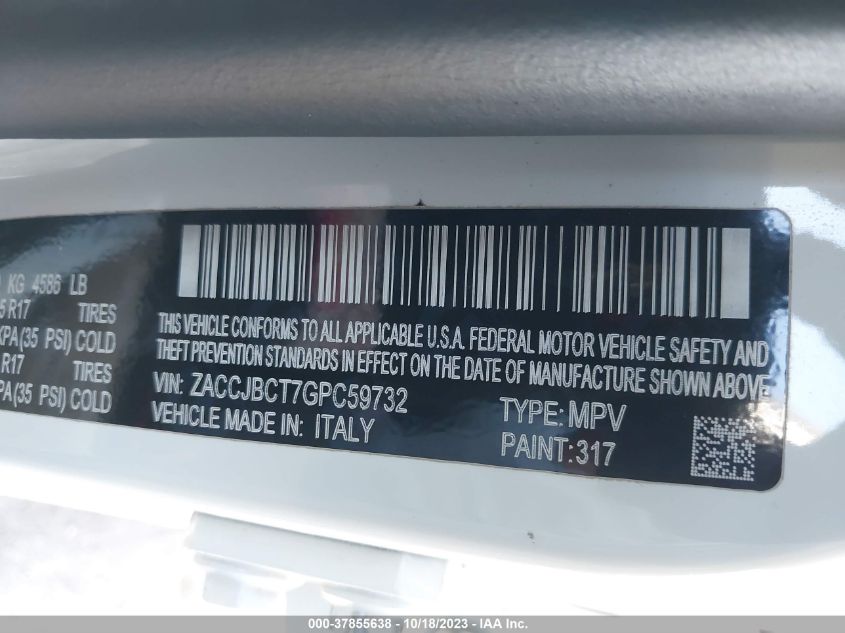 KG 4586 LB
5 R17 TIRES
KPA(35 PSI) COLD
R17 TIRES
KPA(35 PSI) COLD
THIS VEHICLE CONFORMS TO ALL APPLICABLE U.S.A. FEDERAL MOTOR VEHICLE SAFETY AND
THEFT PREVENTION STANDARDS IN EFFECT ON THE DATE OF MANUFACTURE SHOWN ABOVE
VIN: ZACCJBCT7GPC59732
TYPE: MPV
VEHICLE MADE IN: ITALY
PAINT:317
000-37855638 - 10/18/2023 - IAA Inc.